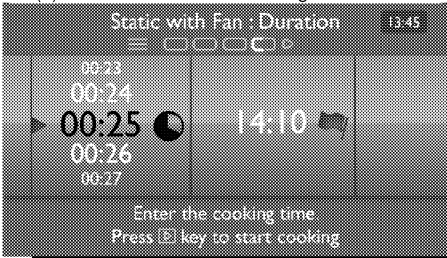 Static with Fan : Duration 13:45
00:23
00:24
00:25 14:10
00:26
00:27
Enter the cooking time
Press key to start cooking